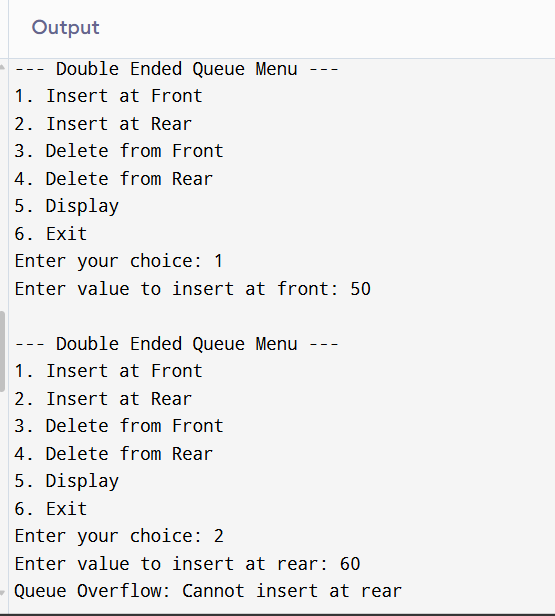 Output
--- Double Ended Queue Menu ---
1. Insert at Front
2. Insert at Rear
3. Delete from Front
4. Delete from Rear
5. Display
6. Exit
Enter your choice: 1
Enter value to insert at front: 50
--- Double Ended Queue Menu ---
1. Insert at Front
2. Insert at Rear
3. Delete from Front
4. Delete from Rear
5. Display
6. Exit
Enter your choice: 2
Enter value to insert at rear: 60
Queue Overflow: Cannot insert at rear